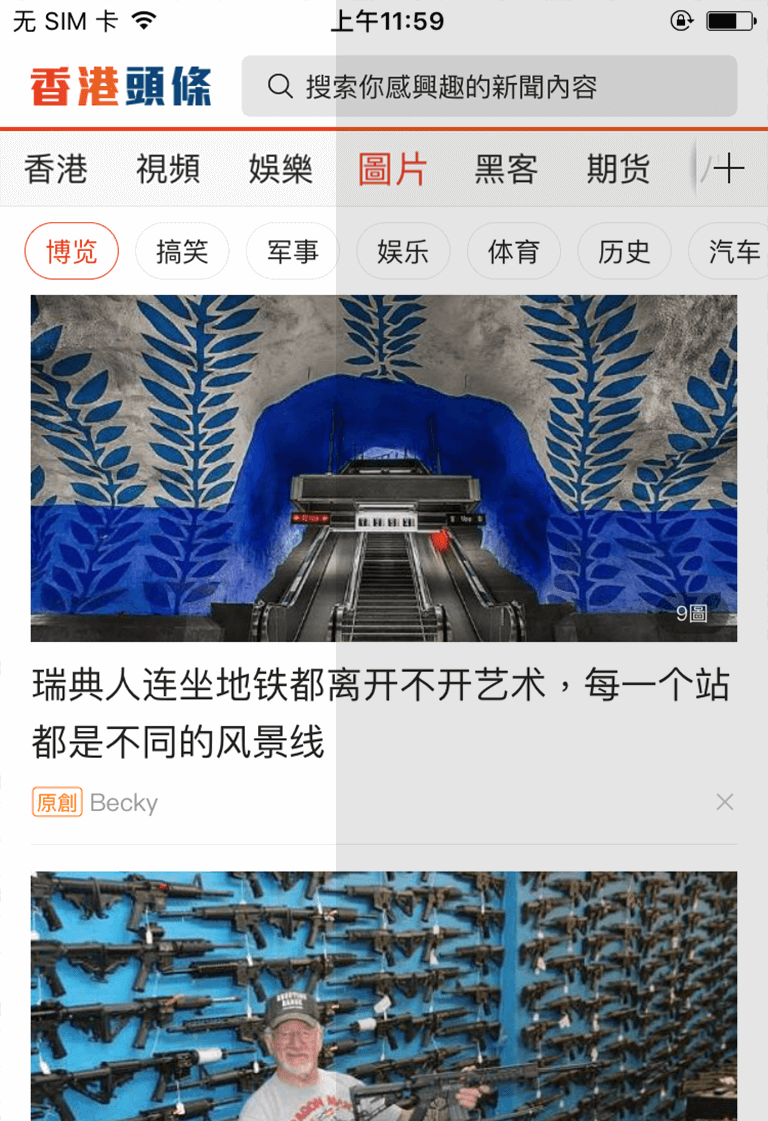 无 SIM 卡
上午11:59
香港頭條
搜索你感興趣的新聞內容
香港 視頻 娛樂 圖片 黑客 期货
博览 搞笑 军事 娱乐 体育 历史 汽车
9圖
瑞典人连坐地铁都离开不开艺术，每一个站
都是不同的风景线
原創 Becky
SHOOTING
RANGE